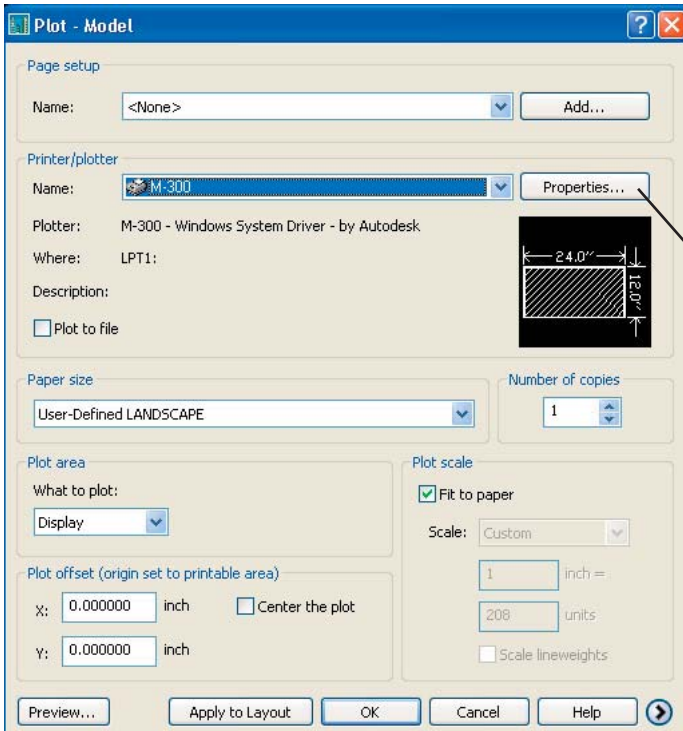 Plot - Model
Page setup
Name: <None> Add...
Printer/plotter
Name: M-300 Properties...
Plotter: M-300 - Windows System Driver - by Autodesk
Where: LPT1:
Description:
Plot to file
24.0″
12.0″
Paper size
User-Defined LANDSCAPE
Number of copies
1
Plot area
What to plot:
Display
Plot scale
Fit to paper
Scale: Custom
1 inch =
208 units
Scale lineweights
Plot offset (origin set to printable area)
X: 0.000000 inch Center the plot
Y: 0.000000 inch
Preview... Apply to Layout OK Cancel Help